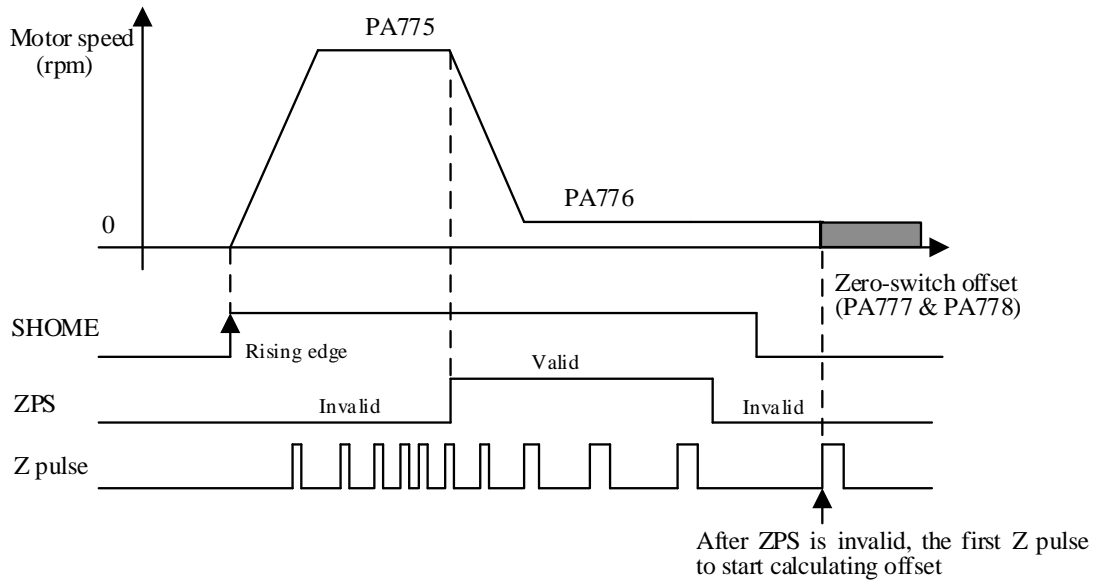 PA775
Motor speed
(rpm)
PA776
0
Zero-switch offset
(PA777 & PA778)
SHOME
Rising edge
Valid
ZPS
Invalid
Invalid
Z pulse
After ZPS is invalid, the first Z pulse
to start calculating offset